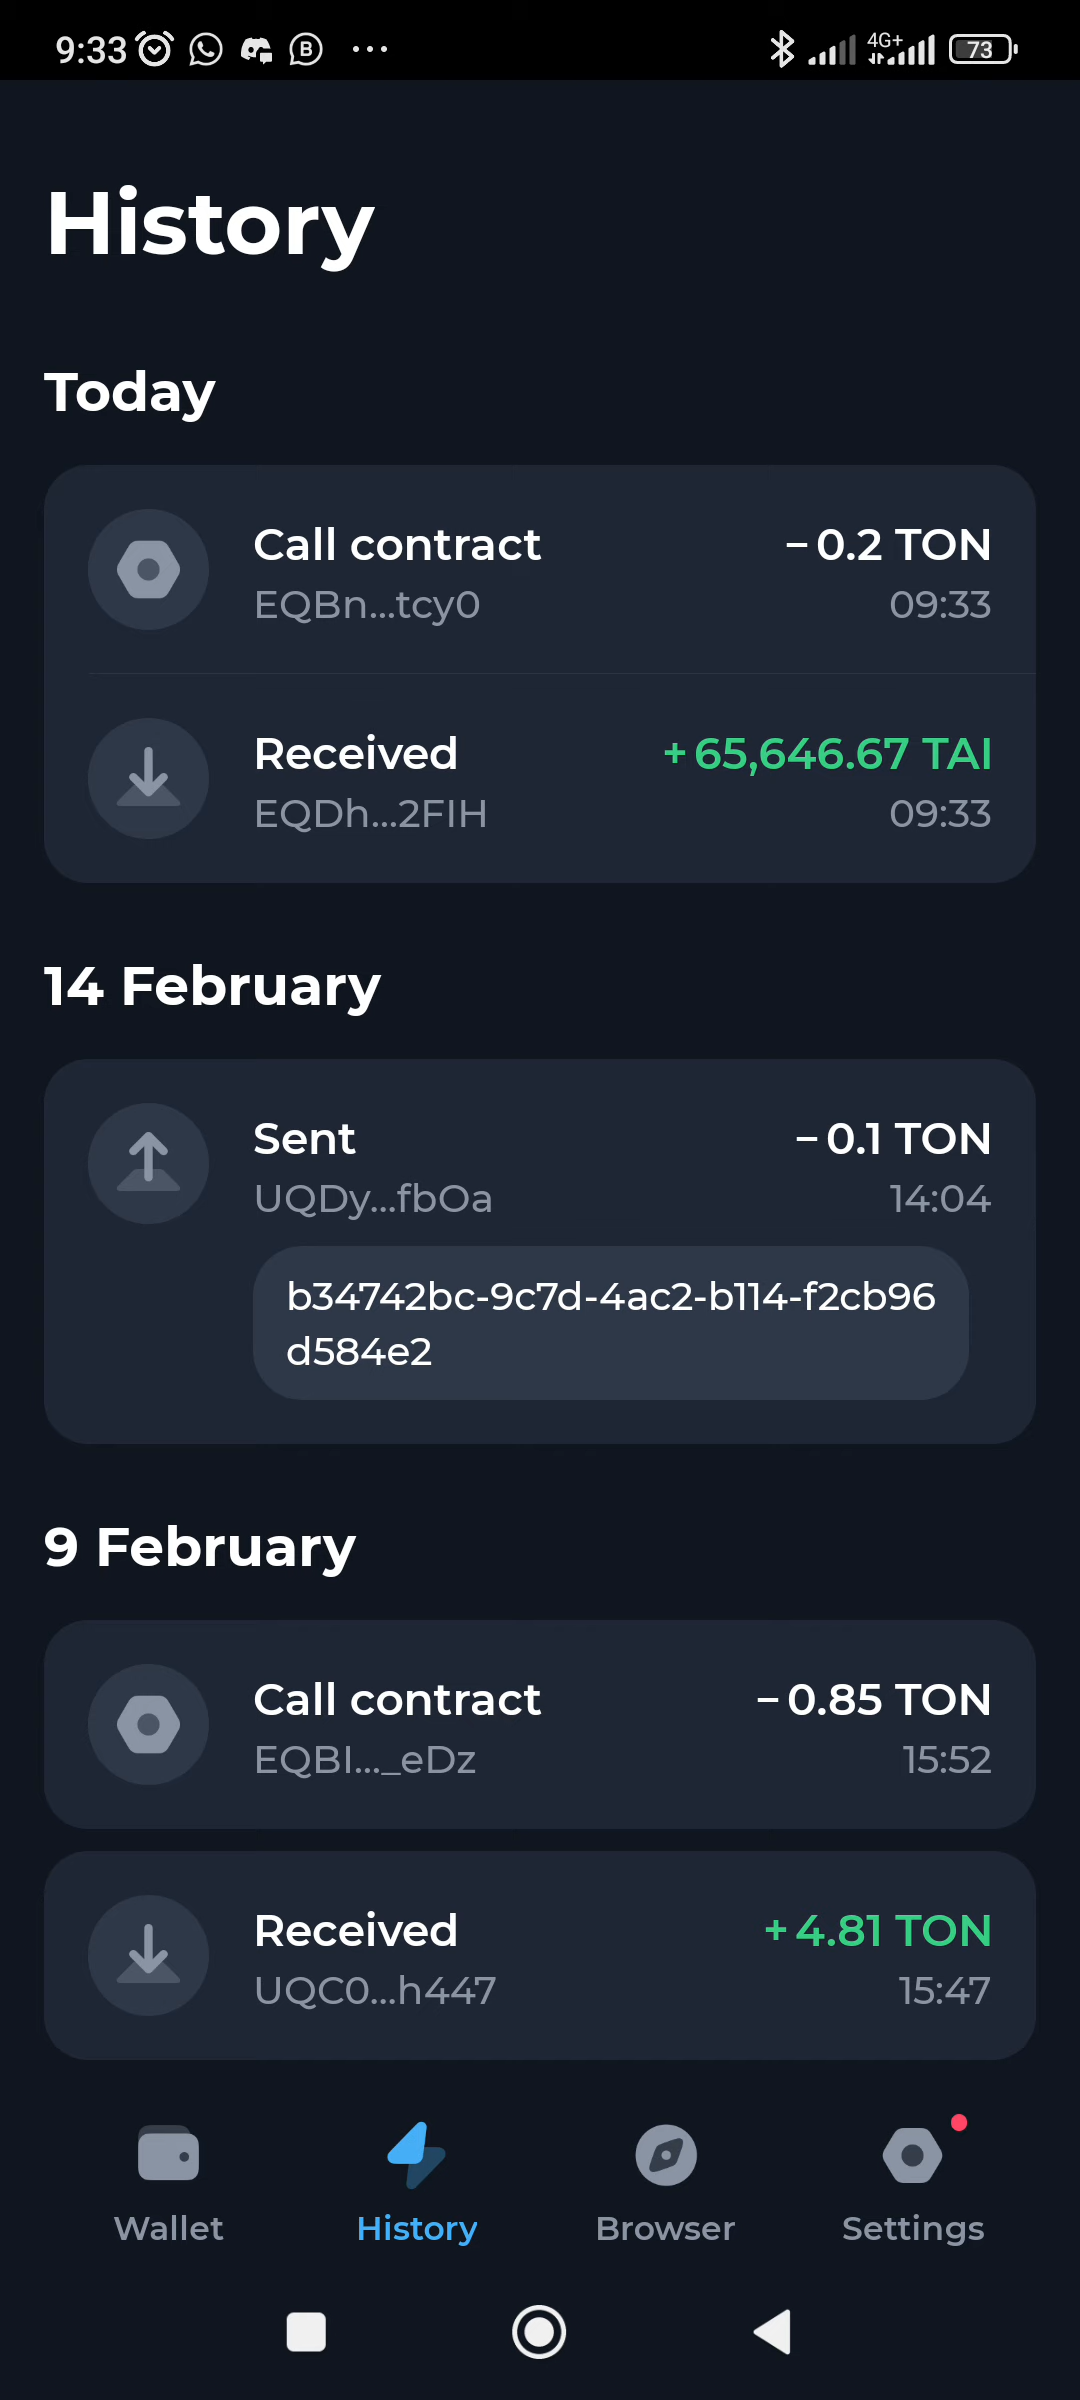 9:33 B ...
4G+ 73
History
Today
Call contract − 0.2 TON
EQBn...tcy0 09:33
Received + 65,646.67 TAI
EQDh...2FIH 09:33
14 February
Sent − 0.1 TON
UQDy...fbOa 14:04
b34742bc-9c7d-4ac2-b114-f2cb96
d584e2
9 February
Call contract − 0.85 TON
EQBI..._eDz 15:52
Received + 4.81 TON
UQC0...h447 15:47
Wallet History Browser Settings